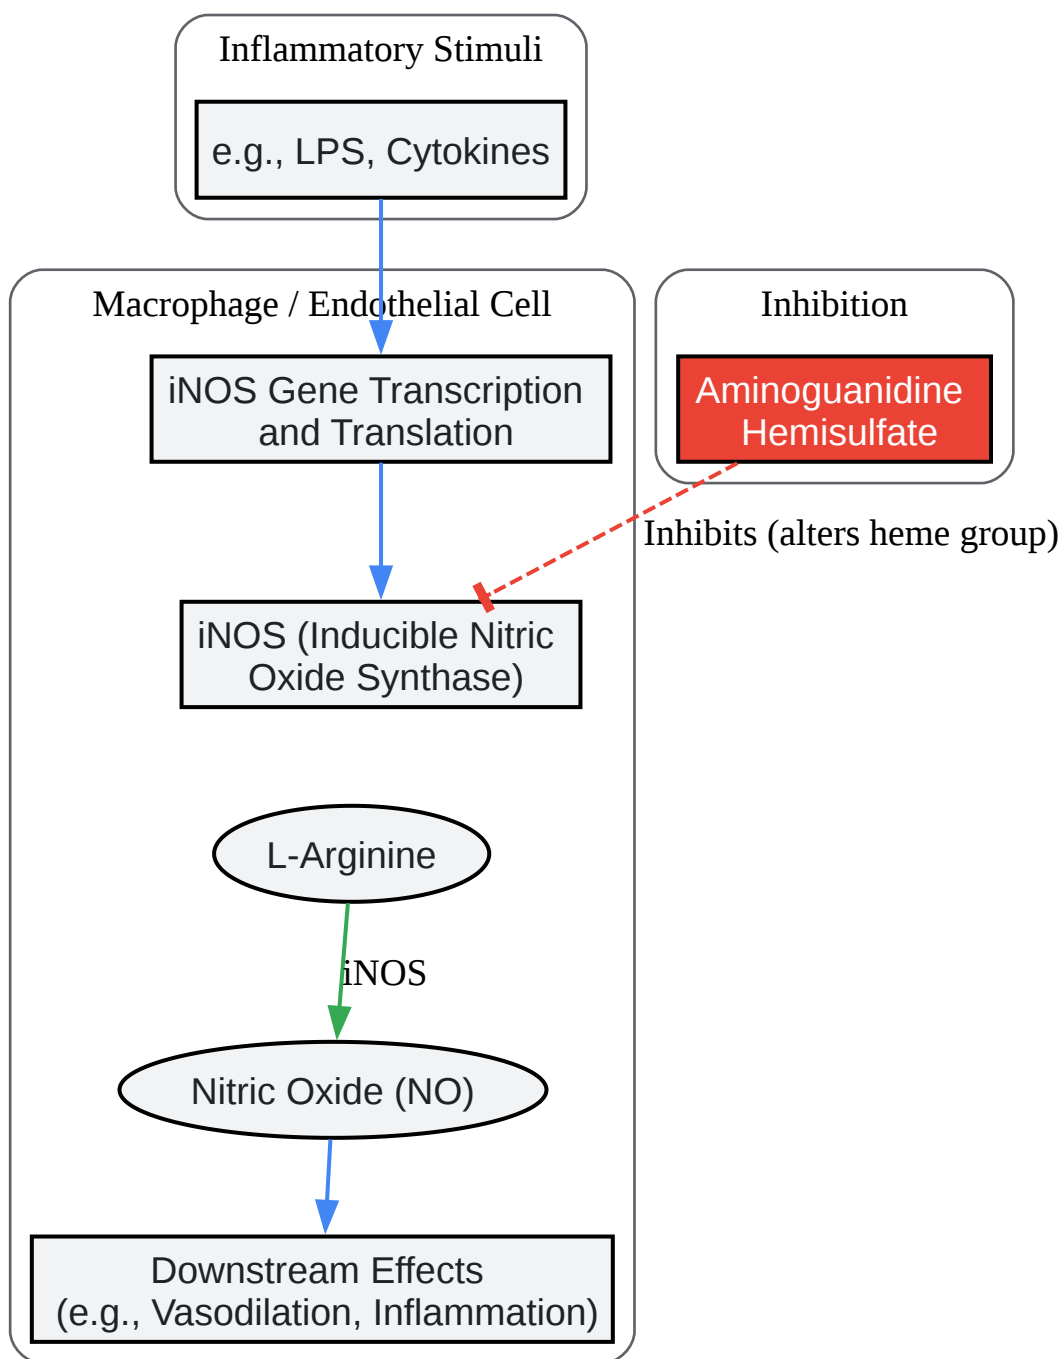 Inflammatory Stimuli
e.g., LPS, Cytokines
Macrophage / Endothelial Cell
iNOS Gene Transcription
and Translation
Inhibition
Aminoguanidine
Hemisulfate
Inhibits (alters heme group)
iNOS (Inducible Nitric
Oxide Synthase)
L-Arginine
iNOS
Nitric Oxide (NO)
Downstream Effects
(e.g., Vasodilation, Inflammation)